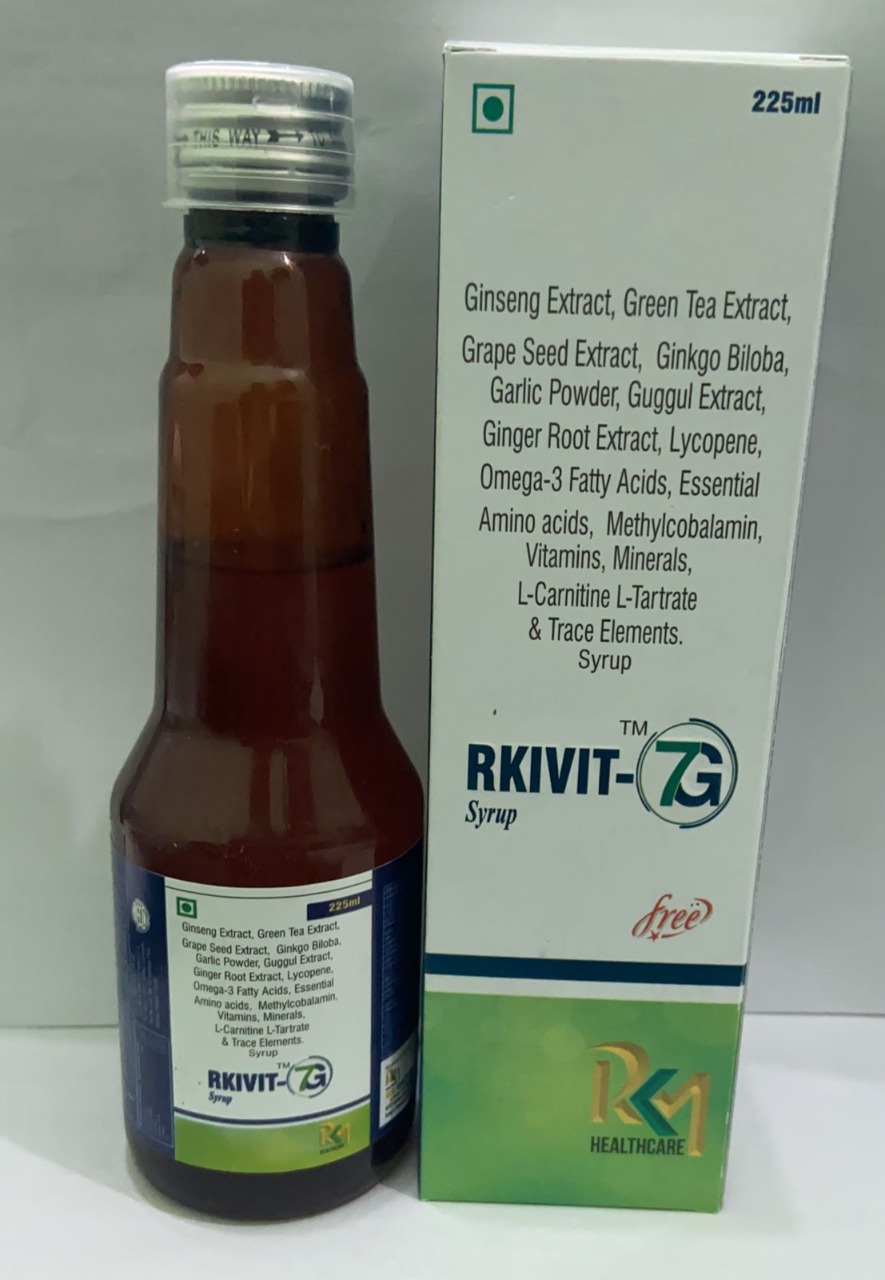 THIS WAY
225ml
Ginseng Extract, Green Tea Extract,
Grape Seed Extract, Ginkgo Biloba,
Garlic Powder, Guggul Extract,
Ginger Root Extract, Lycopene,
Omega-3 Fatty Acids, Essential
Amino acids, Methylcobalamin,
Vitamins, Minerals,
L-Carnitine L-Tartrate
& Trace Elements.
Syrup
RKIVIT-7G
TM
Syrup
RKM
HEALTHCARE
225ml
Ginseng Extract, Green Tea Extract,
Grape Seed Extract, Ginkgo Biloba,
Garlic Powder, Guggul Extract,
Ginger Root Extract, Lycopene,
Omega-3 Fatty Acids, Essential
Amino acids, Methylcobalamin,
Vitamins, Minerals,
L-Carnitine L-Tartrate
& Trace Elements.
Syrup
RKIVIT-7G
TM
Syrup
free
RKM
HEALTHCARE